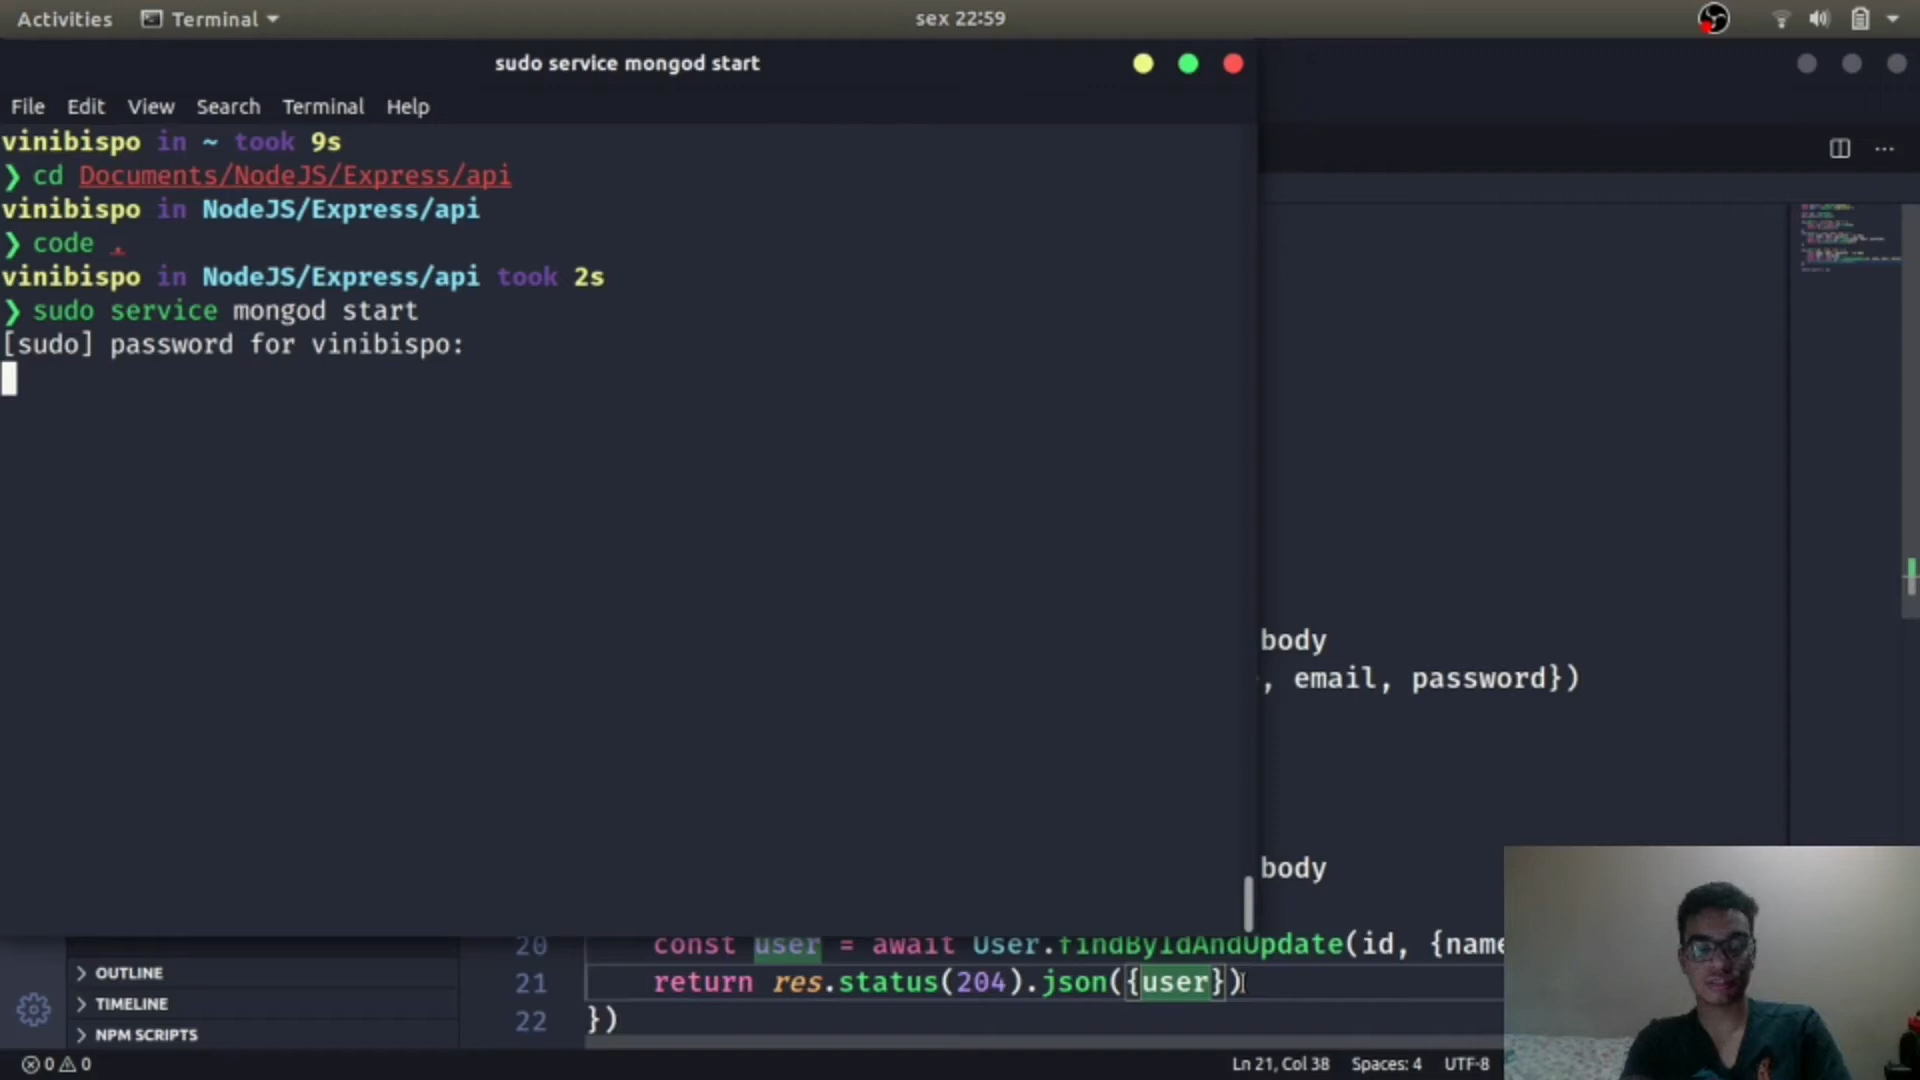 Activities Terminal sex 22:59
sudo service mongod start
File Edit View Search Terminal Help
vinibispo in ~ took 9s
❯ cd Documents/NodeJS/Express/api
vinibispo in NodeJS/Express/api
❯ code .
vinibispo in NodeJS/Express/api took 2s
❯ sudo service mongod start
[sudo] password for vinibispo:
body
, email, password})
body
20 const user = await User.findByIdAndUpdate(id, {name
OUTLINE
21 return res.status(204).json({user})
TIMELINE
22 })
NPM SCRIPTS
0 0 Ln 21, Col 38 Spaces: 4 UTF-8